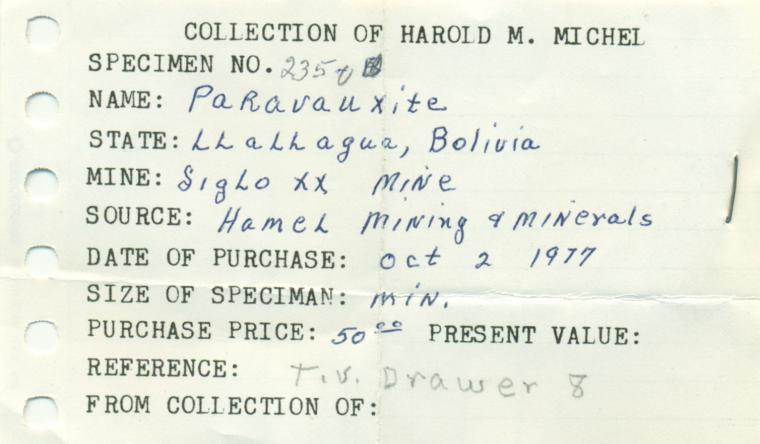 COLLECTION OF HAROLD M. MICHEL
SPECIMEN NO. 235
NAME: Paravauxite
STATE: LLaLLagua, Bolivia
MINE: SigLo XX MiNe
SOURCE: HameL MiNing & MiNerals
DATE OF PURCHASE: oct 2 1977
SIZE OF SPECIMAN: MiN.
PURCHASE PRICE: 50 00 PRESENT VALUE:
REFERENCE: T.V. Drawer 8
FROM COLLECTION OF: